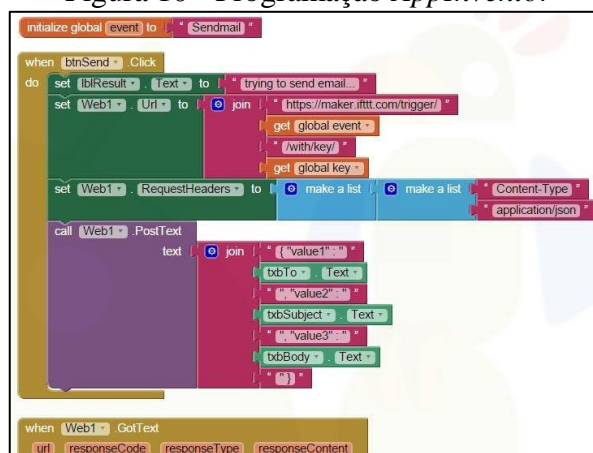 Figura 10 - Programação AppInventor
initialize global event to " Sendmail "
when btnSend .Click
do set lblResult . Text to " trying to send email... "
set Web1 . Url to join " https://maker.ifttt.com/trigger/ "
get global event
" /with/key/ "
get global key
set Web1 . RequestHeaders to make a list make a list " Content-Type "
" application/json "
call Web1 .PostText
text join " { "value1" : " "
txbTo . Text
" ", "value2" : " "
txbSubject . Text
" ", "value3" : " "
txbBody . Text
" "} "
when Web1 .GotText
url responseCode responseType responseContent